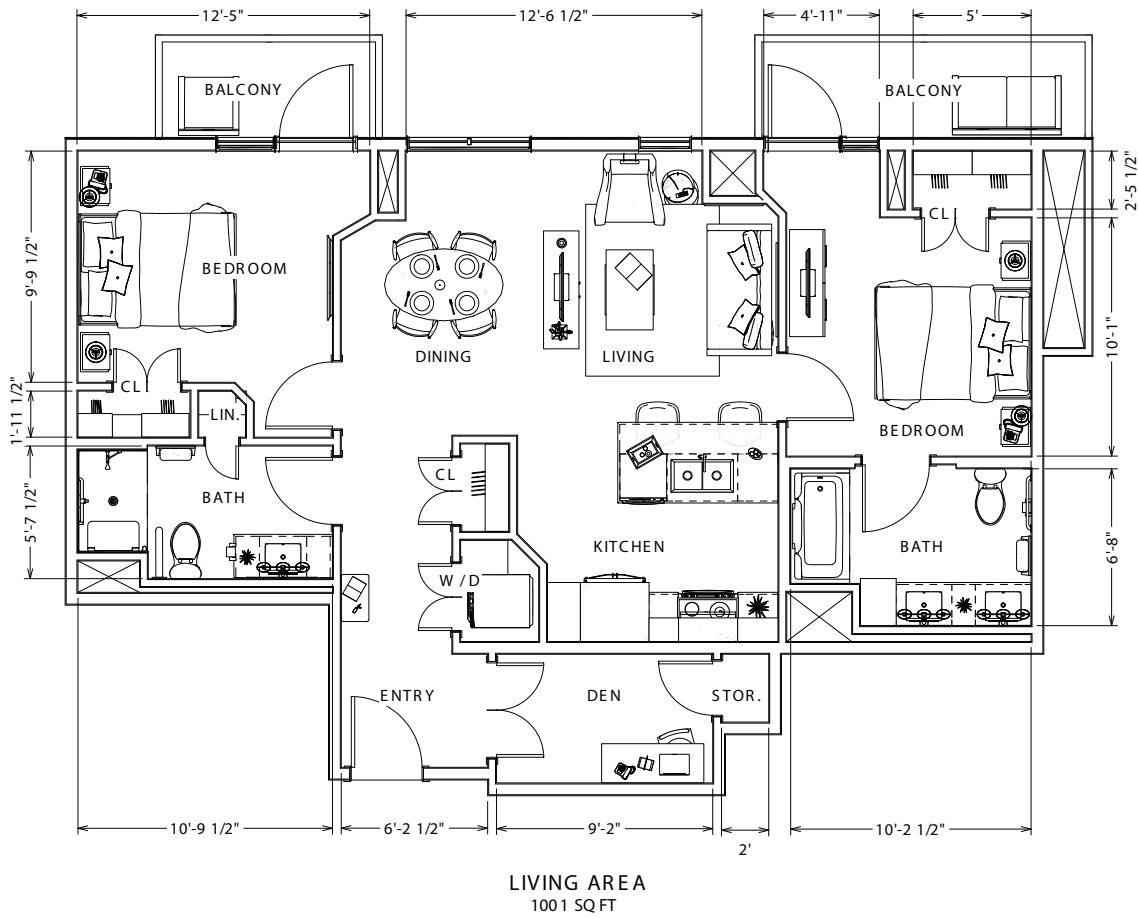 12'-5"
12'-6 1/2"
4'-11"
5'
BALCONY
BALCONY
2'-5 1/2"
CL
9'-9 1/2"
BEDROOM
DINING
LIVING
10'-1"
CL
1'-11 1/2"
LIN.
BEDROOM
CL
BATH
5'-7 1/2"
KITCHEN
BATH
6'-8"
W / D
ENTRY
DEN
STOR.
10'-9 1/2"
6'-2 1/2"
9'-2"
2'
10'-2 1/2"
LIVING AREA
1001 SQ FT